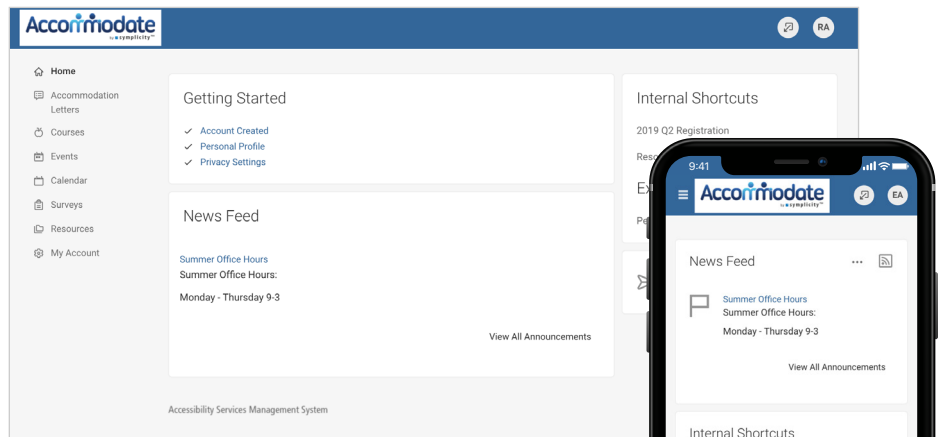 Accommodate
by symplicity™
RA
Home
Accommodation
Letters
Courses
Events
Calendar
Surveys
Resources
My Account
Getting Started
Account Created
Personal Profile
Privacy Settings
News Feed
Summer Office Hours
Summer Office Hours:
Monday - Thursday 9-3
View All Announcements
Accessibility Services Management System
Internal Shortcuts
2019 Q2 Registration
9:41
Accommodate
by symplicity™
EA
News Feed
Summer Office Hours
Summer Office Hours:
Monday - Thursday 9-3
View All Announcements
Internal Shortcuts